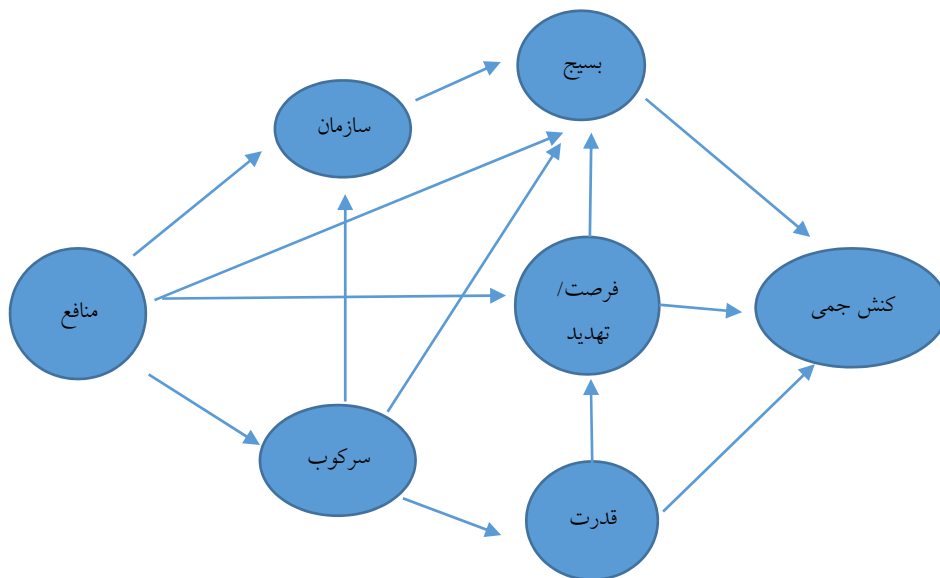 بسیج
سازمان
منافع
فرصت/
تهدید
کنش جمی
سرکوب
قدرت